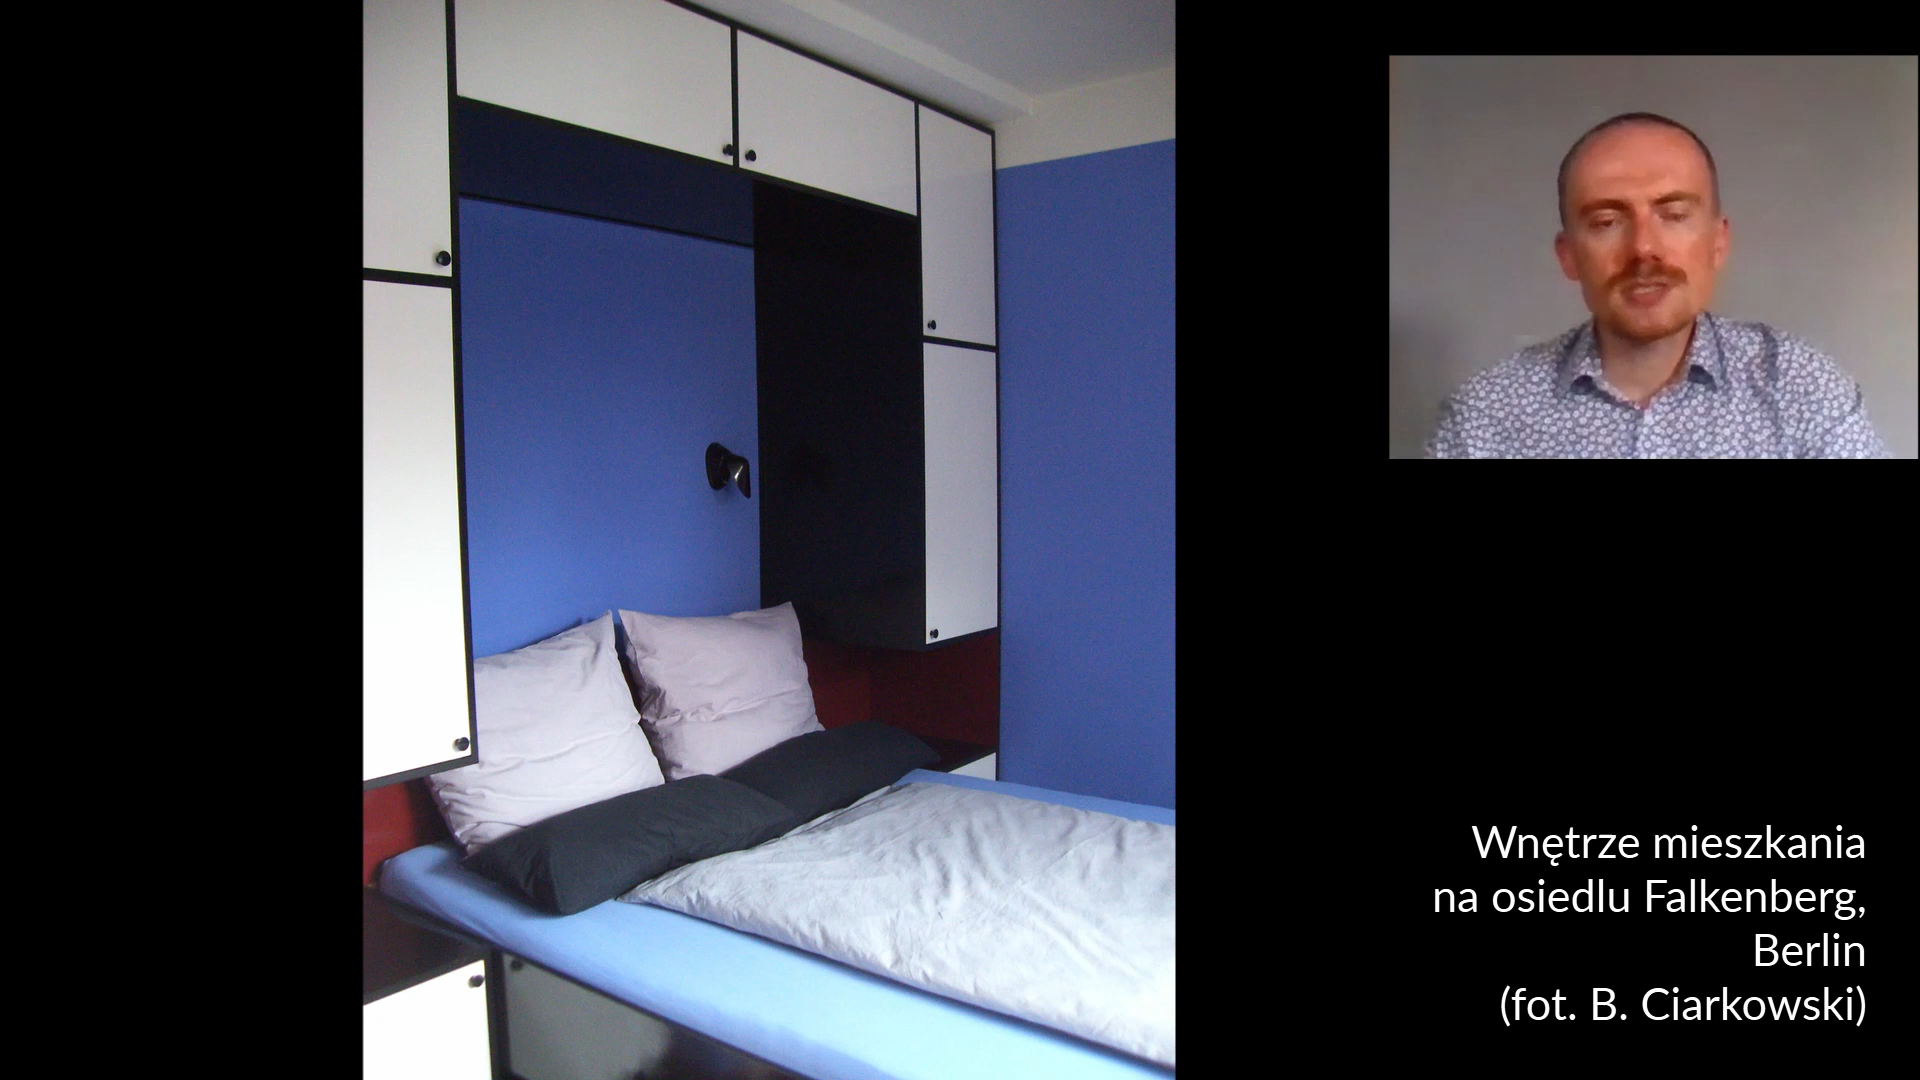 Wnętrze mieszkania
na osiedlu Falkenberg,
Berlin
(fot. B. Ciarkowski)